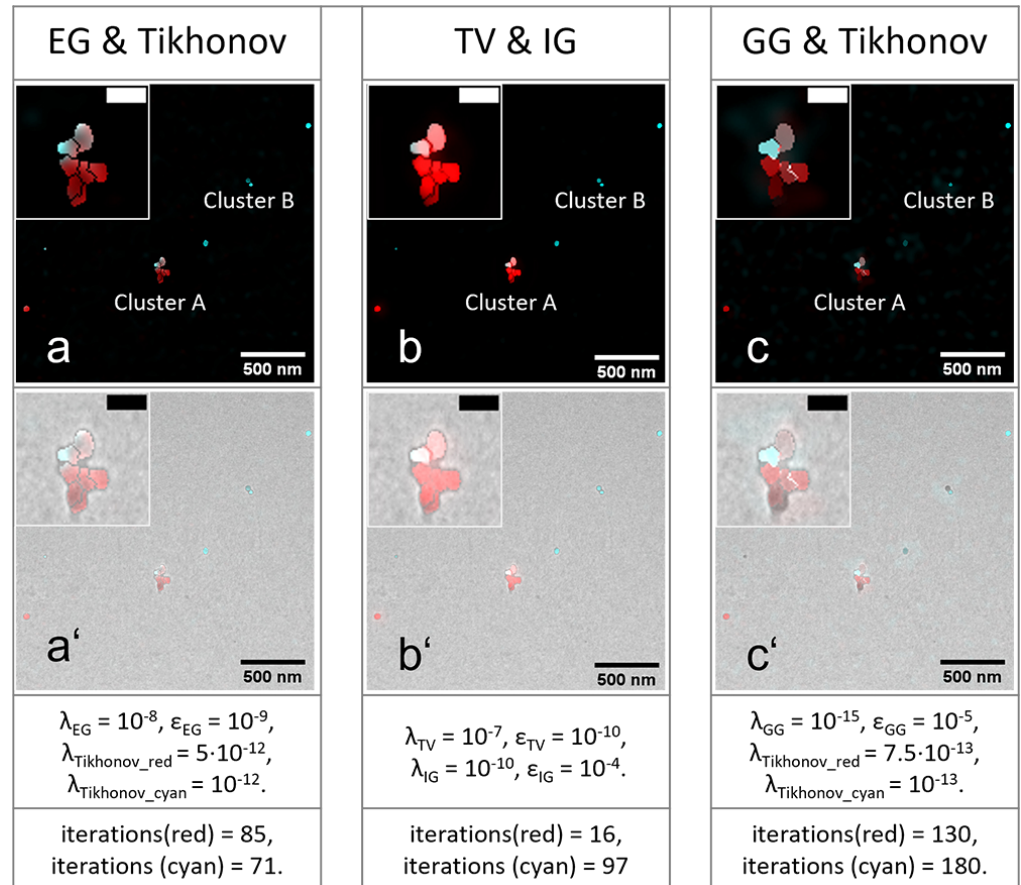 EG & Tikhonov
TV & IG
GG & Tikhonov
Cluster B
Cluster A
a
500 nm
Cluster B
Cluster A
b
500 nm
Cluster B
Cluster A
c
500 nm
a‘
500 nm
b‘
500 nm
c‘
500 nm
λEG = 10⁻⁸, εEG = 10⁻⁹,
λTikhonov_red = 5·10⁻¹²,
λTikhonov_cyan = 10⁻¹².
λTV = 10⁻⁷, εTV = 10⁻¹⁰,
λIG = 10⁻¹⁰, εIG = 10⁻⁴.
λGG = 10⁻¹⁵, εGG = 10⁻⁵,
λTikhonov_red = 7.5·10⁻¹³,
λTikhonov_cyan = 10⁻¹³.
iterations(red) = 85,
iterations (cyan) = 71.
iterations(red) = 16,
iterations (cyan) = 97
iterations(red) = 130,
iterations (cyan) = 180.